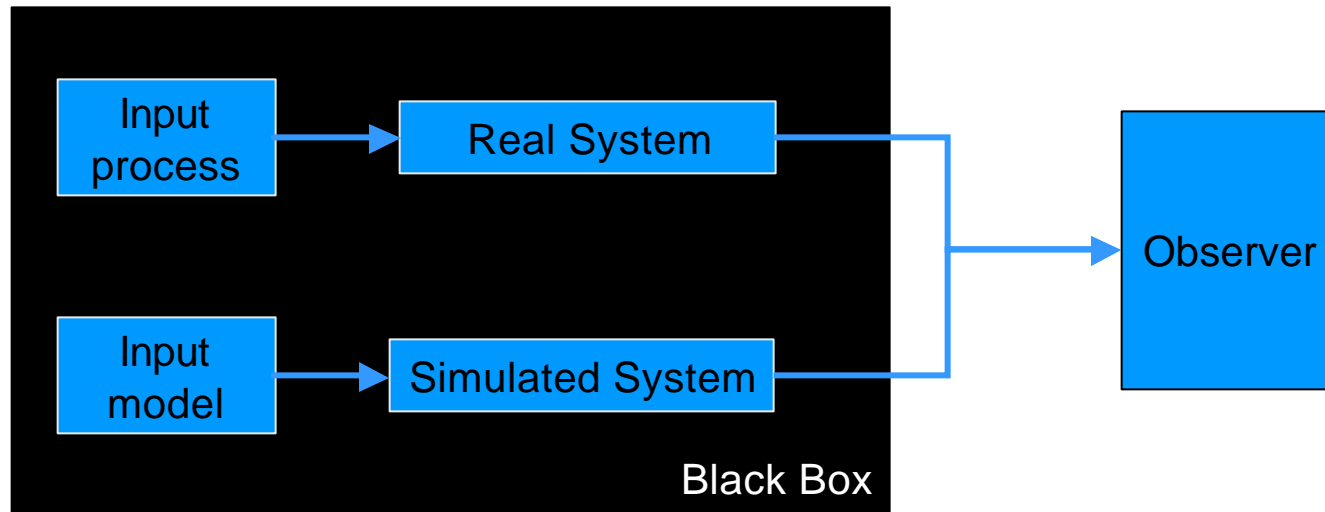 Input
process
Real System
Observer
Input
model
Simulated System
Black Box